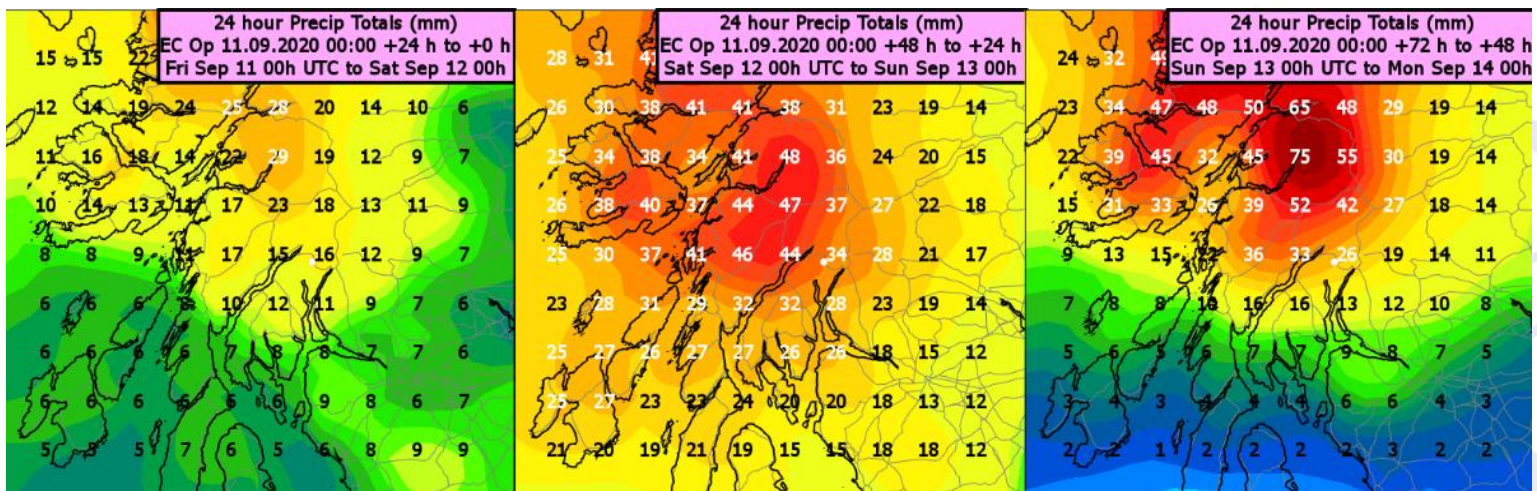 24 hour Precip Totals (mm)
EC Op 11.09.2020 00:00 +24 h to +0 h
Fri Sep 11 00h UTC to Sat Sep 12 00h
15 15 22
12 14 19 24 25 28 20 14 10 6
11 16 18 14 22 29 19 12 9 7
10 14 13 11 17 23 18 13 11 9
8 8 9 11 17 15 16 12 9 7
6 6 6 8 10 12 11 9 7 6
6 6 6 6 7 8 8 7 7 6
6 6 6 6 6 6 9 8 6 7
5 5 5 7 6 5 6 8 9 9
24 hour Precip Totals (mm)
EC Op 11.09.2020 00:00 +48 h to +24 h
Sat Sep 12 00h UTC to Sun Sep 13 00h
28 31
26 30 38 41 41 38 31 23 19 14
25 34 38 34 41 48 36 24 20 15
26 38 40 37 44 47 37 27 22 18
25 30 37 41 46 44 34 28 21 17
23 28 31 29 32 32 28 23 19 14
25 27 26 27 27 26 26 18 15 12
25 27 23 23 24 20 20 18 13 12
21 20 19 21 19 15 15 18 18 12
24 hour Precip Totals (mm)
EC Op 11.09.2020 00:00 +72 h to +48 h
Sun Sep 13 00h UTC to Mon Sep 14 00h
24 32
23 34 47 48 50 65 48 29 19 14
22 39 45 32 45 75 55 30 19 14
15 31 33 26 39 52 42 27 18 14
9 13 15 22 36 33 26 19 14 11
7 8 8 10 16 16 13 12 10 8
5 6 5 6 7 7 9 8 7 5
3 4 3 4 4 4 6 6 4 3
2 2 1 2 2 2 2 3 2 2